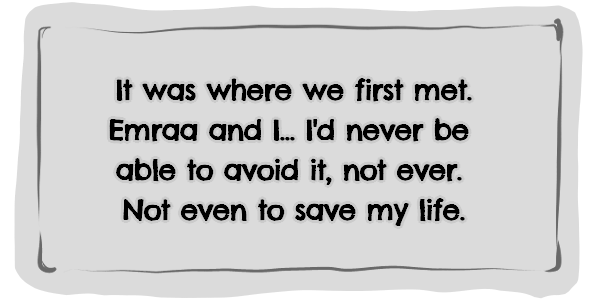 It was where we first met.
Emraa and I... I'd never be
able to avoid it, not ever.
Not even to save my life.